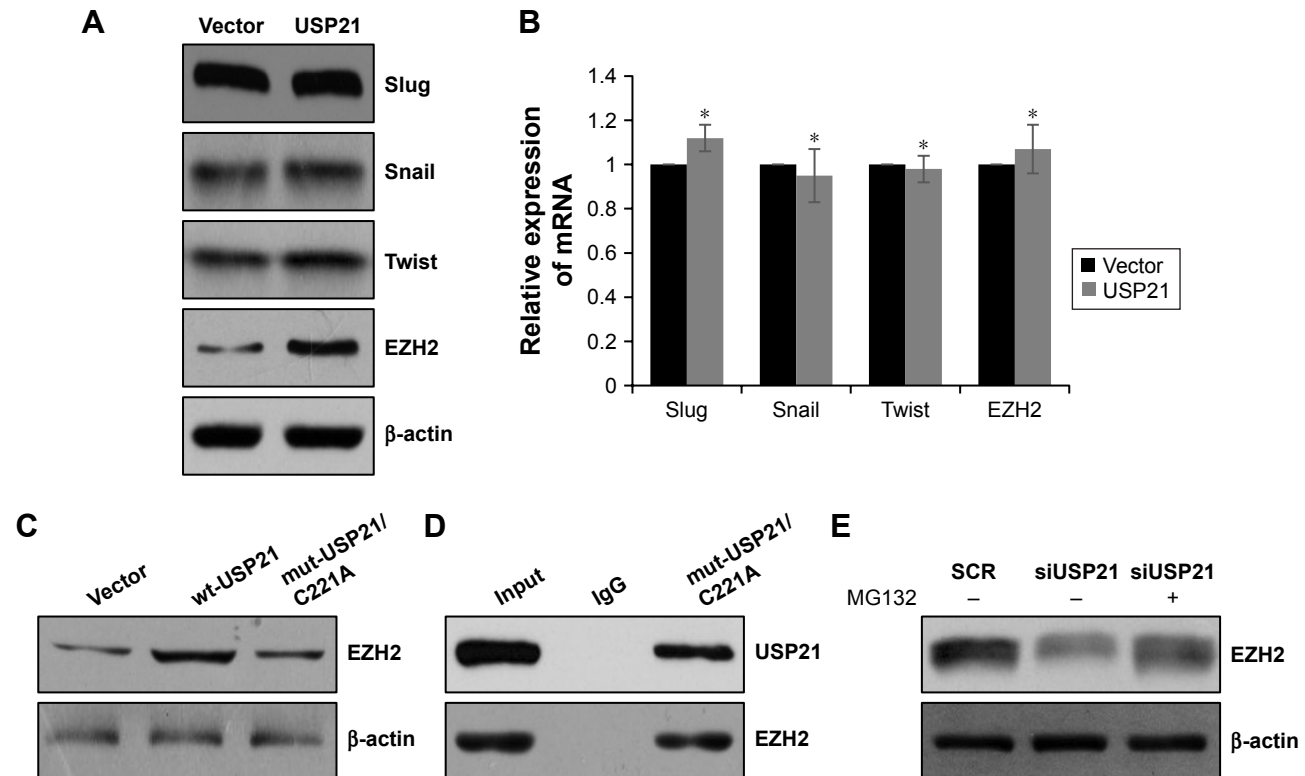 A
Vector USP21
Slug
Snail
Twist
EZH2
β-actin
B
Relative expression
of mRNA
1.4
1.2
1
0.8
0.6
0.4
0.2
0
* * * *
Slug Snail Twist EZH2
Vector
USP21
C
Vector wt-USP21 mut-USP21/
C221A
EZH2
β-actin
D
Input IgG mut-USP21/
C221A
USP21
EZH2
E
SCR siUSP21 siUSP21
MG132 – – +
EZH2
β-actin